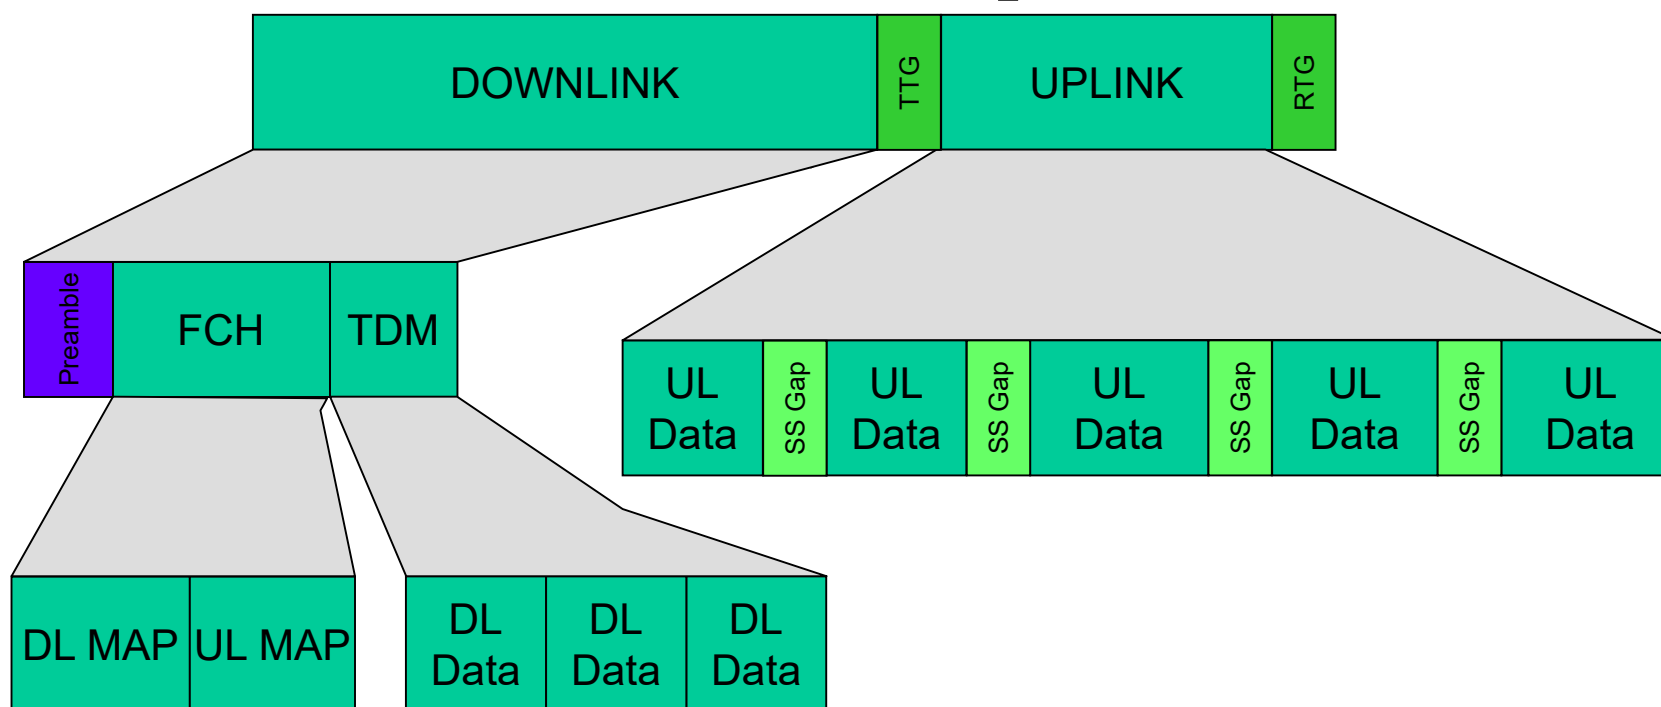 DOWNLINK
TTG
UPLINK
RTG
Preamble
FCH
TDM
UL
Data
SS Gap
UL
Data
SS Gap
UL
Data
SS Gap
UL
Data
SS Gap
UL
Data
DL MAP
UL MAP
DL
Data
DL
Data
DL
Data